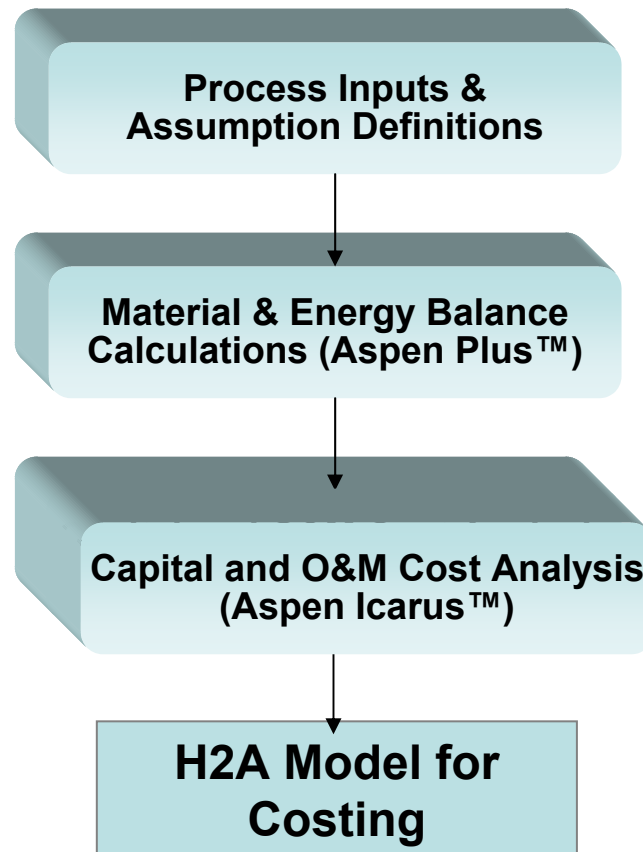 Process Inputs &
Assumption Definitions
Material & Energy Balance
Calculations (Aspen Plus™)
Capital and O&M Cost Analysis
(Aspen Icarus™)
H2A Model for
Costing